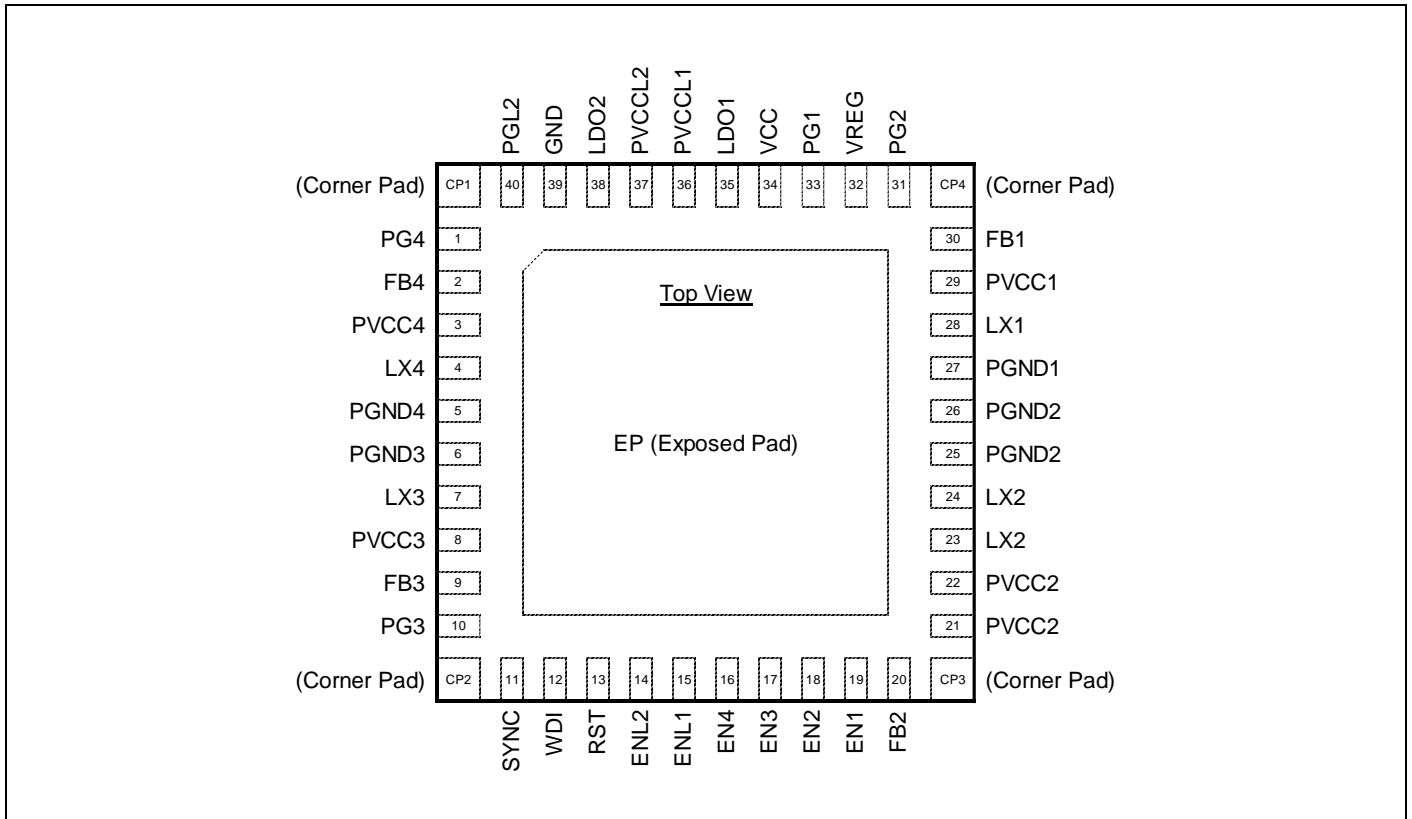 PGL2 GND LDO2 PVCCL2 PVCCL1 LDO1 VCC PG1 VREG PG2
(Corner Pad) CP1 40 39 38 37 36 35 34 33 32 31 CP4 (Corner Pad)
PG4 1 30 FB1
FB4 2 29 PVCC1
Top View
PVCC4 3 28 LX1
LX4 4 27 PGND1
PGND4 5 26 PGND2
EP (Exposed Pad)
PGND3 6 25 PGND2
LX3 7 24 LX2
PVCC3 8 23 LX2
FB3 9 22 PVCC2
PG3 10 21 PVCC2
(Corner Pad) CP2 11 12 13 14 15 16 17 18 19 20 CP3 (Corner Pad)
SYNC WDI RST ENL2 ENL1 EN4 EN3 EN2 EN1 FB2